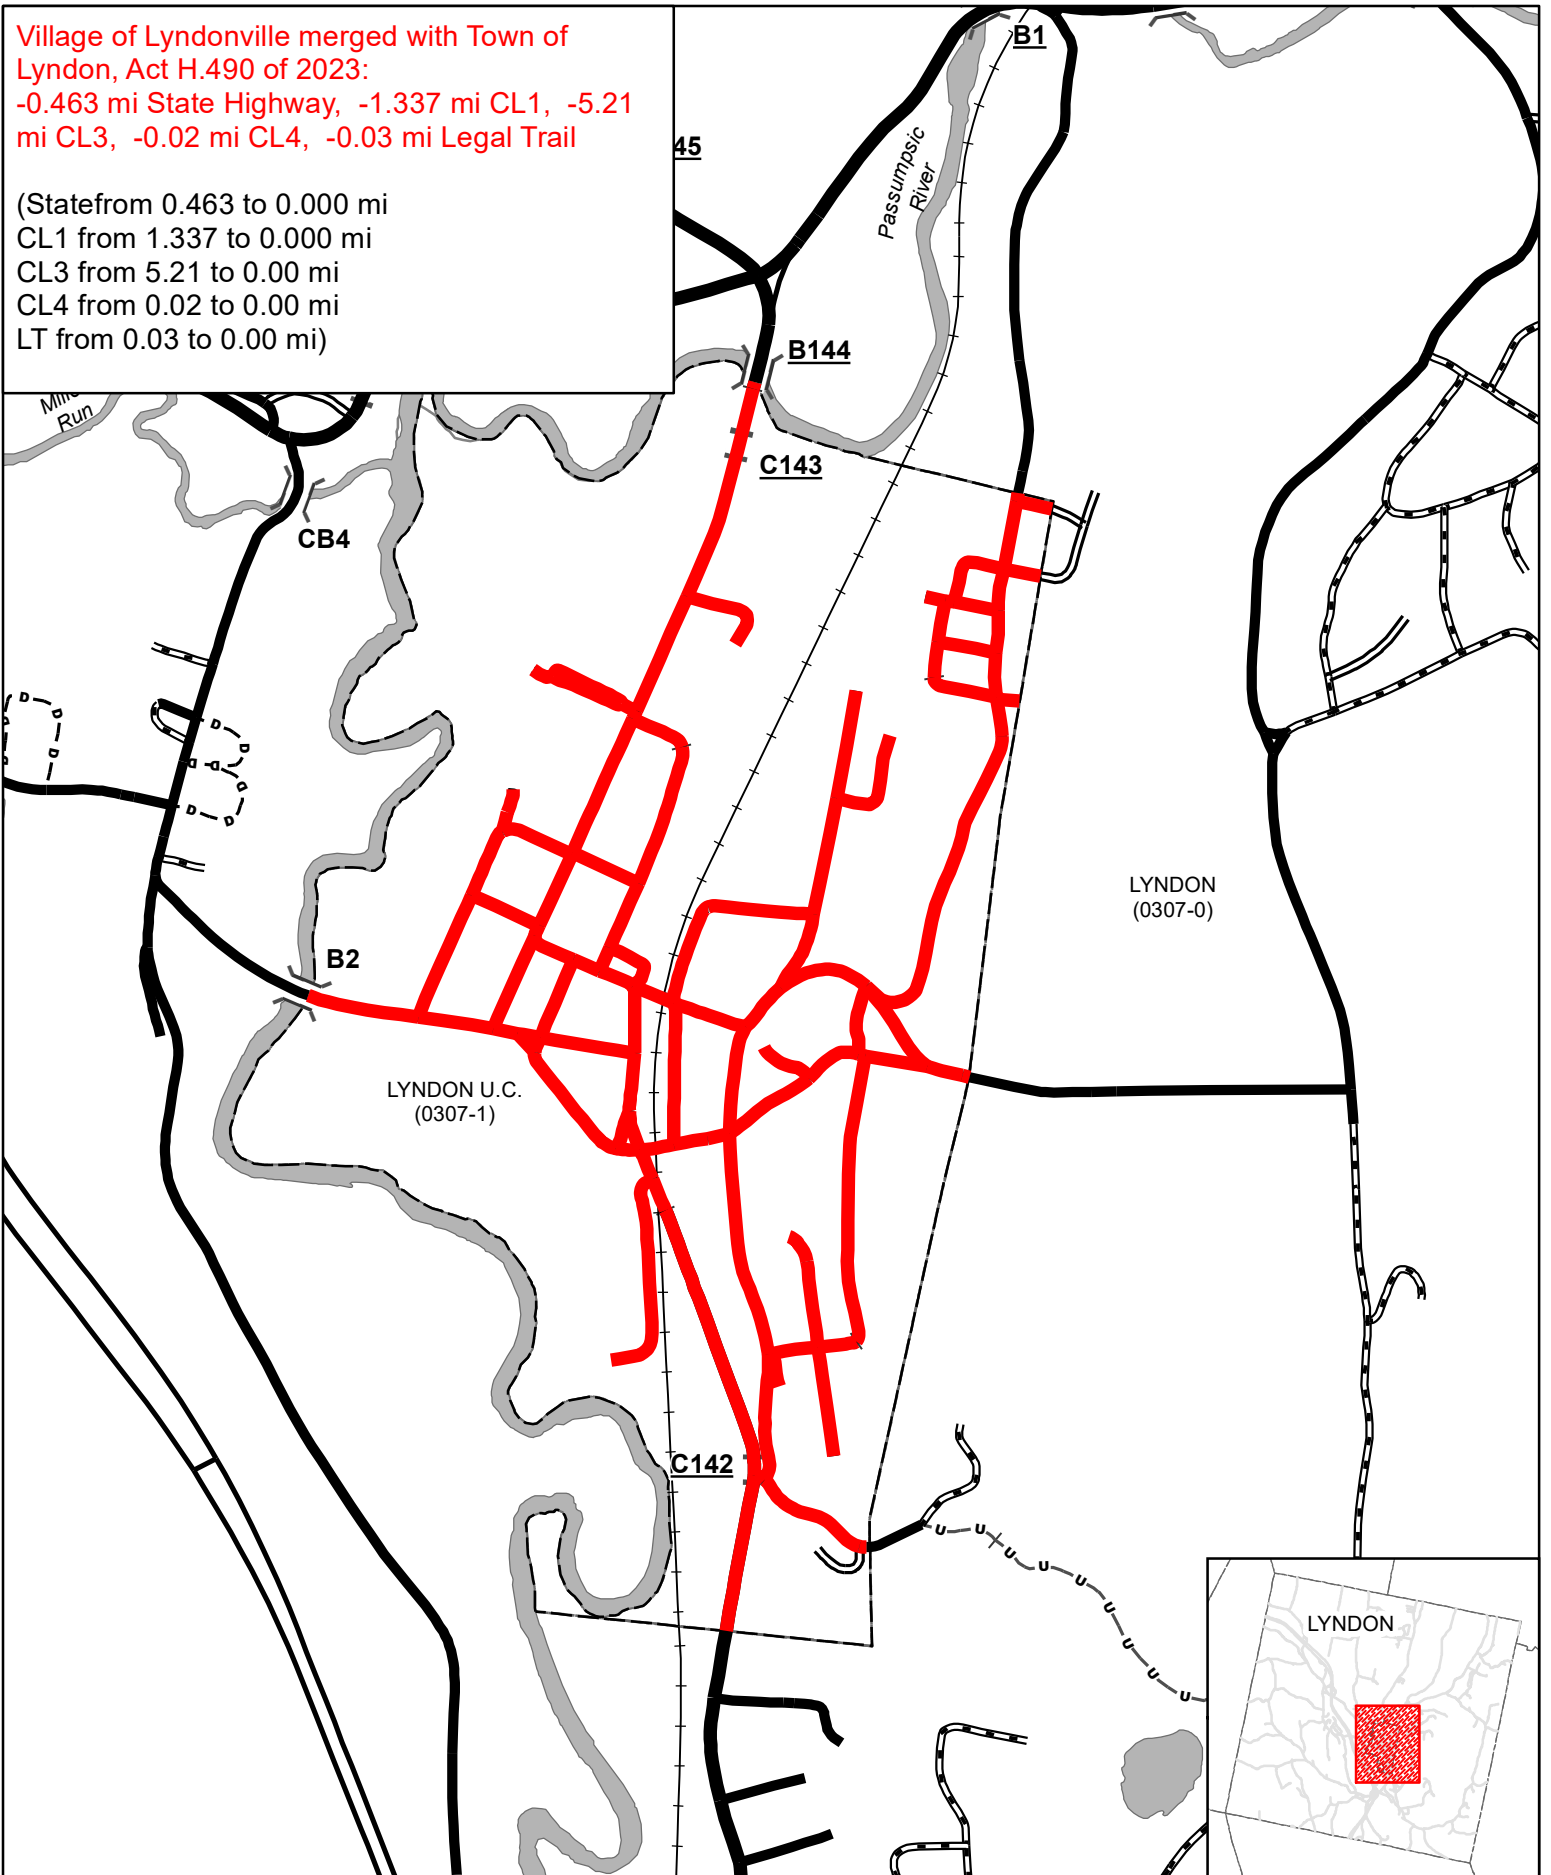 Village of Lyndonville merged with Town of
Lyndon, Act H.490 of 2023:
-0.463 mi State Highway, -1.337 mi CL1, -5.21
mi CL3, -0.02 mi CL4, -0.03 mi Legal Trail
(Statefrom 0.463 to 0.000 mi
CL1 from 1.337 to 0.000 mi
CL3 from 5.21 to 0.00 mi
CL4 from 0.02 to 0.00 mi
LT from 0.03 to 0.00 mi)
B1
45
Passumpsic
River
B144
Run
C143
CB4
D
D
D
D
D
D
D
D
D
D
D
D
D
LYNDON
(0307-0)
B2
LYNDON U.C.
(0307-1)
C142
U
U
U
U
U
U
U
U
U
LYNDON